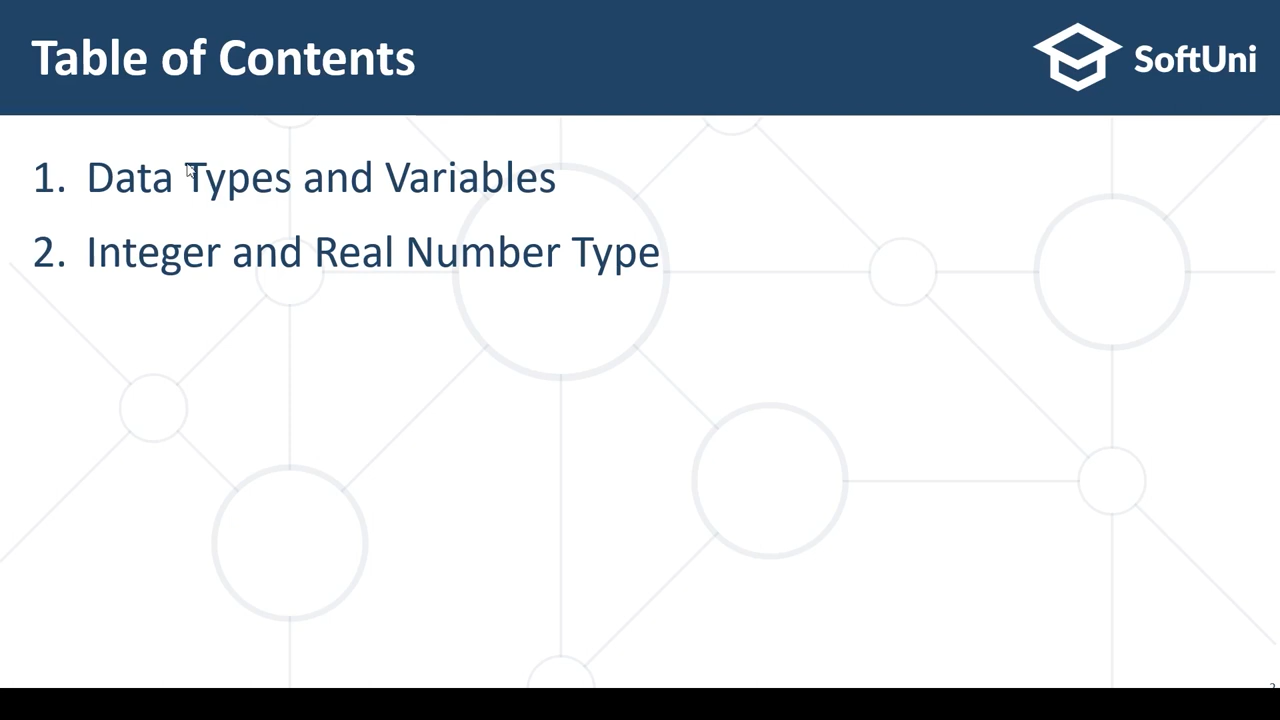 Table of Contents
SoftUni
1. Data Types and Variables
2. Integer and Real Number Type